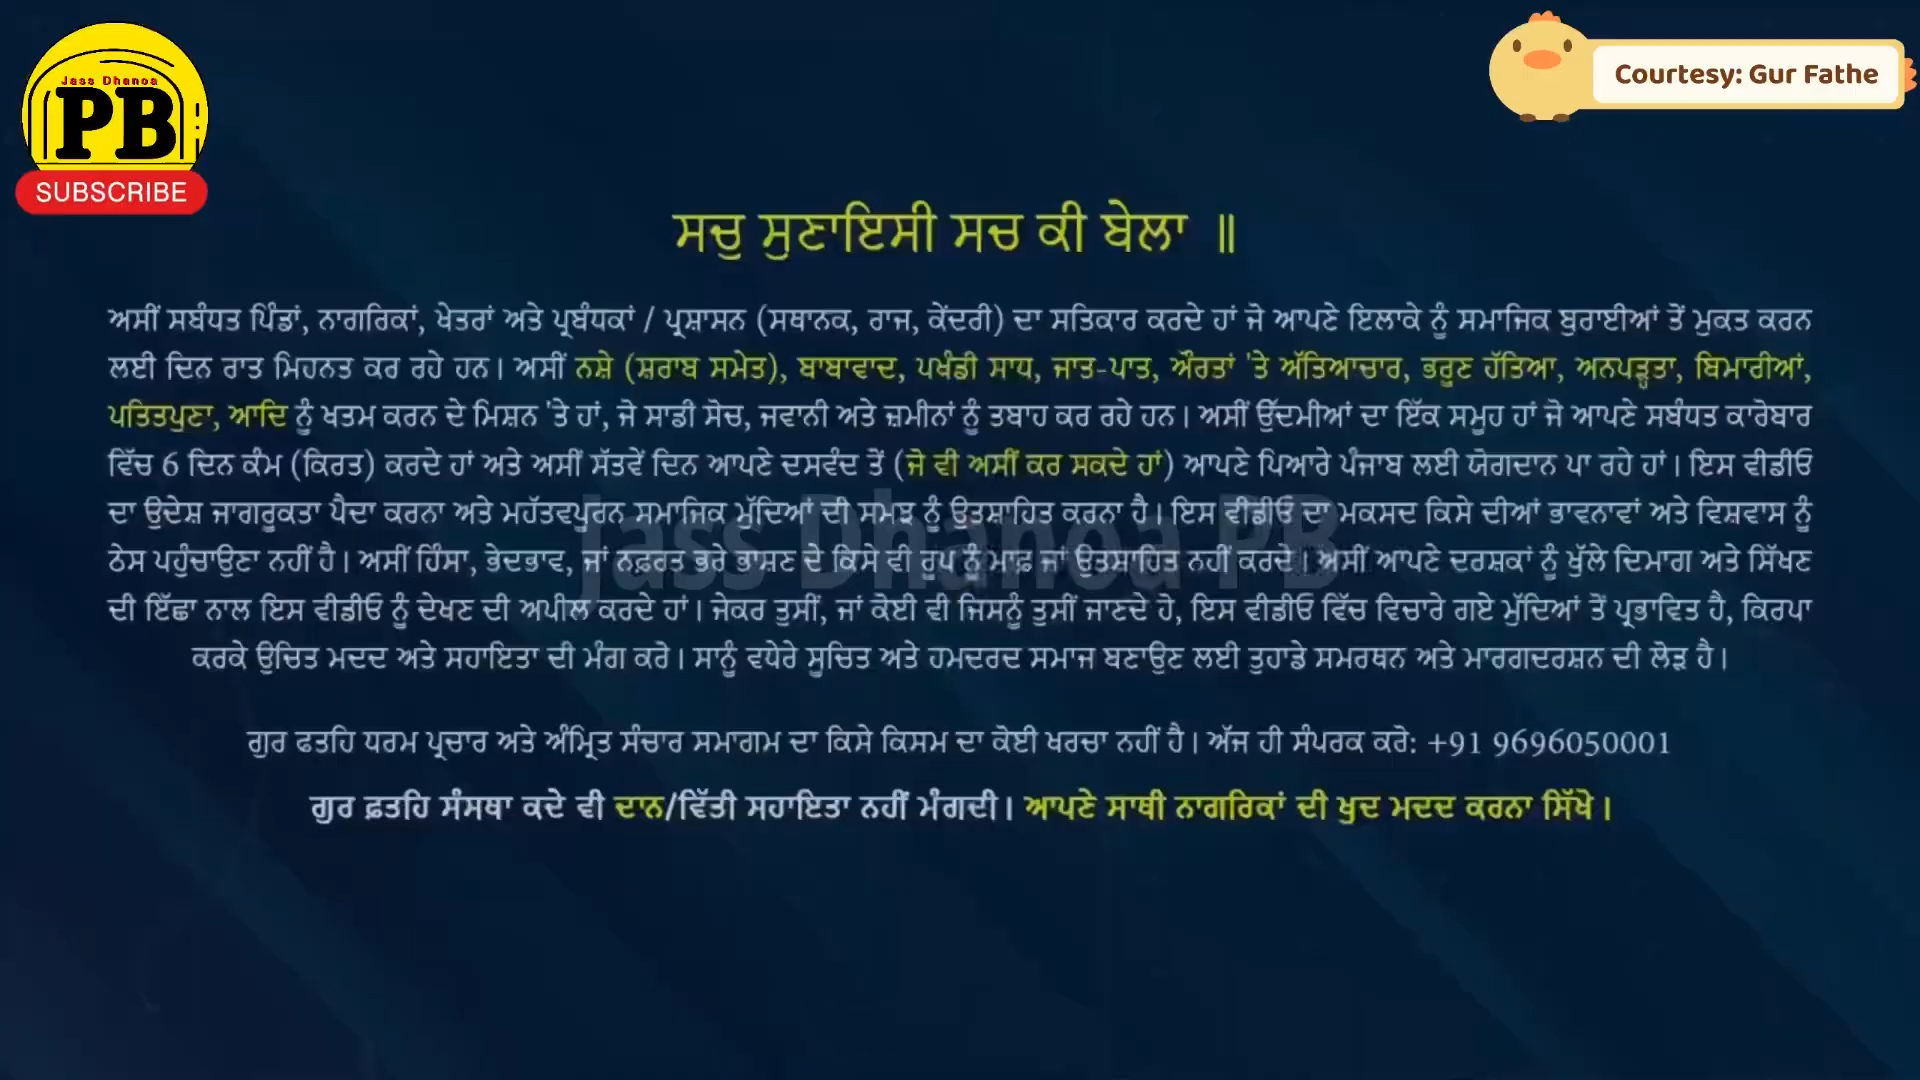 Jass Dhanoa
PB
SUBSCRIBE
Courtesy: Gur Fathe
ਸਚੁ ਸੁਣਾਇਸੀ ਸਚ ਕੀ ਬੇਲਾ ॥
ਅਸੀਂ ਸਬੰਧਤ ਪਿੰਡਾਂ, ਨਾਗਰਿਕਾਂ, ਖੇਤਰਾਂ ਅਤੇ ਪ੍ਰਬੰਧਕਾਂ / ਪ੍ਰਸ਼ਾਸਨ (ਸਥਾਨਕ, ਰਾਜ, ਕੇਂਦਰੀ) ਦਾ ਸਤਿਕਾਰ ਕਰਦੇ ਹਾਂ ਜੋ ਆਪਣੇ ਇਲਾਕੇ ਨੂੰ ਸਮਾਜਿਕ ਬੁਰਾਈਆਂ ਤੋਂ ਮੁਕਤ ਕਰਨ
ਲਈ ਦਿਨ ਰਾਤ ਮਿਹਨਤ ਕਰ ਰਹੇ ਹਨ। ਅਸੀਂ ਨਸ਼ੇ (ਸ਼ਰਾਬ ਸਮੇਤ), ਬਾਬਾਵਾਦ, ਪਖੰਡੀ ਸਾਧ, ਜਾਤ-ਪਾਤ, ਔਰਤਾਂ 'ਤੇ ਅੱਤਿਆਚਾਰ, ਭਰੂਣ ਹੱਤਿਆ, ਅਨਪੜ੍ਹਤਾ, ਬਿਮਾਰੀਆਂ,
ਪਤਿਤਪੁਣਾ, ਆਦਿ ਨੂੰ ਖਤਮ ਕਰਨ ਦੇ ਮਿਸ਼ਨ 'ਤੇ ਹਾਂ, ਜੋ ਸਾਡੀ ਸੋਚ, ਜਵਾਨੀ ਅਤੇ ਜ਼ਮੀਨਾਂ ਨੂੰ ਤਬਾਹ ਕਰ ਰਹੇ ਹਨ। ਅਸੀਂ ਉੱਦਮੀਆਂ ਦਾ ਇੱਕ ਸਮੂਹ ਹਾਂ ਜੋ ਆਪਣੇ ਸਬੰਧਤ ਕਾਰੋਬਾਰ
ਵਿੱਚ 6 ਦਿਨ ਕੰਮ (ਕਿਰਤ) ਕਰਦੇ ਹਾਂ ਅਤੇ ਅਸੀਂ ਸੱਤਵੇਂ ਦਿਨ ਆਪਣੇ ਦਸਵੰਦ ਤੋਂ (ਜੋ ਵੀ ਅਸੀਂ ਕਰ ਸਕਦੇ ਹਾਂ) ਆਪਣੇ ਪਿਆਰੇ ਪੰਜਾਬ ਲਈ ਯੋਗਦਾਨ ਪਾ ਰਹੇ ਹਾਂ। ਇਸ ਵੀਡੀਓ
ਦਾ ਉਦੇਸ਼ ਜਾਗਰੂਕਤਾ ਪੈਦਾ ਕਰਨਾ ਅਤੇ ਮਹੱਤਵਪੂਰਨ ਸਮਾਜਿਕ ਮੁੱਦਿਆਂ ਦੀ ਸਮਝ ਨੂੰ ਉਤਸ਼ਾਹਿਤ ਕਰਨਾ ਹੈ। ਇਸ ਵੀਡੀਓ ਦਾ ਮਕਸਦ ਕਿਸੇ ਦੀਆਂ ਭਾਵਨਾਵਾਂ ਅਤੇ ਵਿਸ਼ਵਾਸ ਨੂੰ
ਠੇਸ ਪਹੁੰਚਾਉਣਾ ਨਹੀਂ ਹੈ। ਅਸੀਂ ਹਿੰਸਾ, ਭੇਦਭਾਵ, ਜਾਂ ਨਫ਼ਰਤ ਭਰੇ ਭਾਸ਼ਣ ਦੇ ਕਿਸੇ ਵੀ ਰੂਪ ਨੂੰ ਮਾਫ਼ ਜਾਂ ਉਤਸ਼ਾਹਿਤ ਨਹੀਂ ਕਰਦੇ। ਅਸੀਂ ਆਪਣੇ ਦਰਸ਼ਕਾਂ ਨੂੰ ਖੁੱਲੇ ਦਿਮਾਗ ਅਤੇ ਸਿੱਖਣ
ਦੀ ਇੱਛਾ ਨਾਲ ਇਸ ਵੀਡੀਓ ਨੂੰ ਦੇਖਣ ਦੀ ਅਪੀਲ ਕਰਦੇ ਹਾਂ। ਜੇਕਰ ਤੁਸੀਂ, ਜਾਂ ਕੋਈ ਵੀ ਜਿਸਨੂੰ ਤੁਸੀਂ ਜਾਣਦੇ ਹੋ, ਇਸ ਵੀਡੀਓ ਵਿੱਚ ਵਿਚਾਰੇ ਗਏ ਮੁੱਦਿਆਂ ਤੋਂ ਪ੍ਰਭਾਵਿਤ ਹੈ, ਕਿਰਪਾ
ਕਰਕੇ ਉਚਿਤ ਮਦਦ ਅਤੇ ਸਹਾਇਤਾ ਦੀ ਮੰਗ ਕਰੋ। ਸਾਨੂੰ ਵਧੇਰੇ ਸੂਚਿਤ ਅਤੇ ਹਮਦਰਦ ਸਮਾਜ ਬਣਾਉਣ ਲਈ ਤੁਹਾਡੇ ਸਮਰਥਨ ਅਤੇ ਮਾਰਗਦਰਸ਼ਨ ਦੀ ਲੋੜ ਹੈ।
Jass Dhanoa PB
ਗੁਰ ਫਤਹਿ ਧਰਮ ਪ੍ਰਚਾਰ ਅਤੇ ਅੰਮ੍ਰਿਤ ਸੰਚਾਰ ਸਮਾਗਮ ਦਾ ਕਿਸੇ ਕਿਸਮ ਦਾ ਕੋਈ ਖਰਚਾ ਨਹੀਂ ਹੈ। ਅੱਜ ਹੀ ਸੰਪਰਕ ਕਰੋ: +91 9696050001
ਗੁਰ ਫ਼ਤਹਿ ਸੰਸਥਾ ਕਦੇ ਵੀ ਦਾਨ/ਵਿੱਤੀ ਸਹਾਇਤਾ ਨਹੀਂ ਮੰਗਦੀ। ਆਪਣੇ ਸਾਥੀ ਨਾਗਰਿਕਾਂ ਦੀ ਖੁਦ ਮਦਦ ਕਰਨਾ ਸਿੱਖੋ।